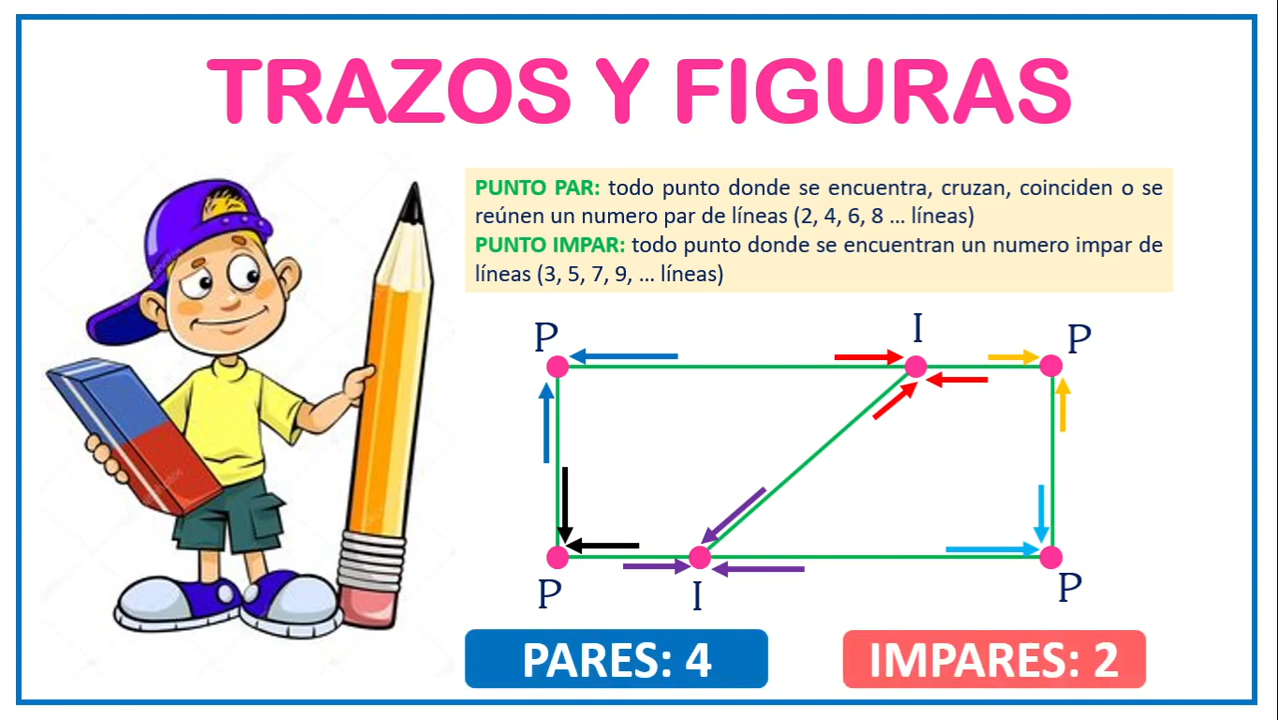 TRAZOS Y FIGURAS
PUNTO PAR: todo punto donde se encuentra, cruzan, coinciden o se
reúnen un numero par de líneas (2, 4, 6, 8 ... líneas)
PUNTO IMPAR: todo punto donde se encuentran un numero impar de
líneas (3, 5, 7, 9, ... líneas)
P
I
P
P
I
P
PARES: 4
IMPARES: 2